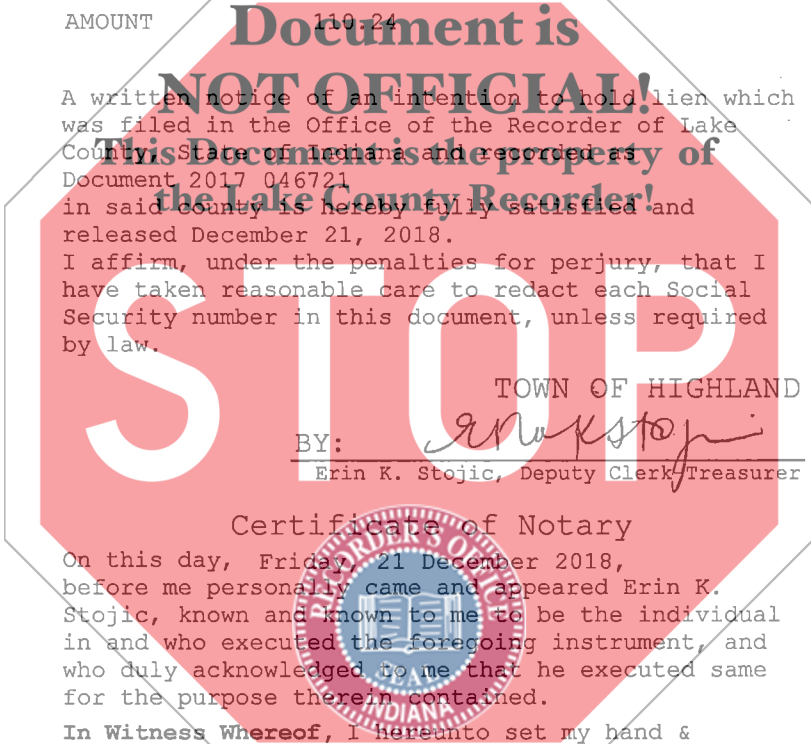 AMOUNT 110.24
Document is
NOT OFFICIAL!
A written notice of an intention to hold lien which
was filed in the Office of the Recorder of Lake
County, State of Indiana and recorded as
This Document is the property of
Document 2017 046721
the Lake County Recorder!
in said county is hereby fully satisfied and
released December 21, 2018.
I affirm, under the penalties for perjury, that I
have taken reasonable care to redact each Social
Security number in this document, unless required
by law.
STOP
TOWN OF HIGHLAND
BY: Erin K Stojic
Erin K. Stojic, Deputy Clerk-Treasurer
Certificate of Notary
On this day, Friday, 21 December 2018,
before me personally came and appeared Erin K.
Stojic, known and known to me to be the individual
in and who executed the foregoing instrument, and
who duly acknowledged to me that he executed same
for the purpose therein contained.
RECORDER'S OFFICE
SEAL
INDIANA
In Witness Whereof, I hereunto set my hand &